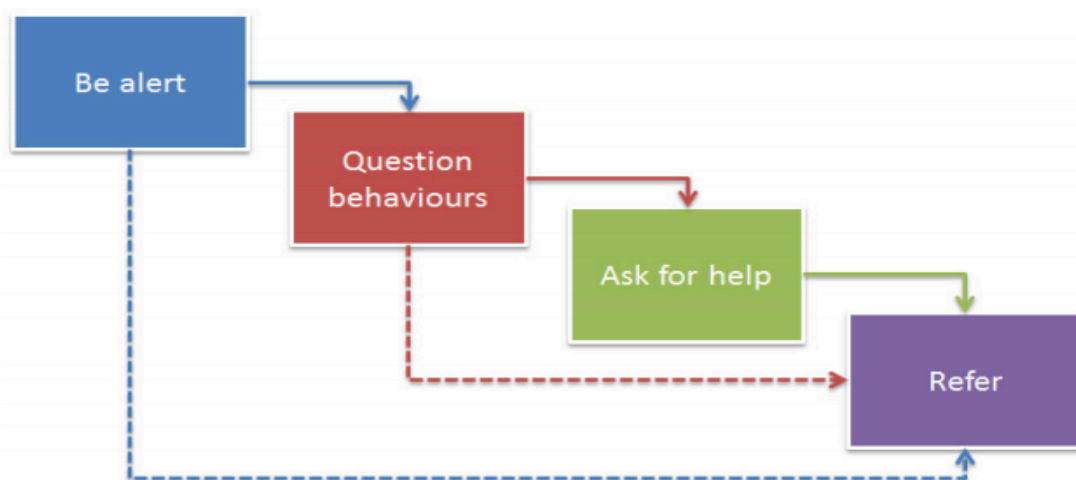 Be alert
Question
behaviours
Ask for help
Refer